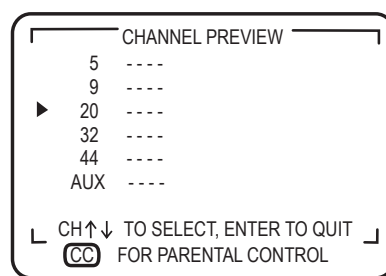 CHANNEL PREVIEW
5 ----
9 ----
20 ----
32 ----
44 ----
AUX ----
CH↑↓ TO SELECT, ENTER TO QUIT
CC FOR PARENTAL CONTROL